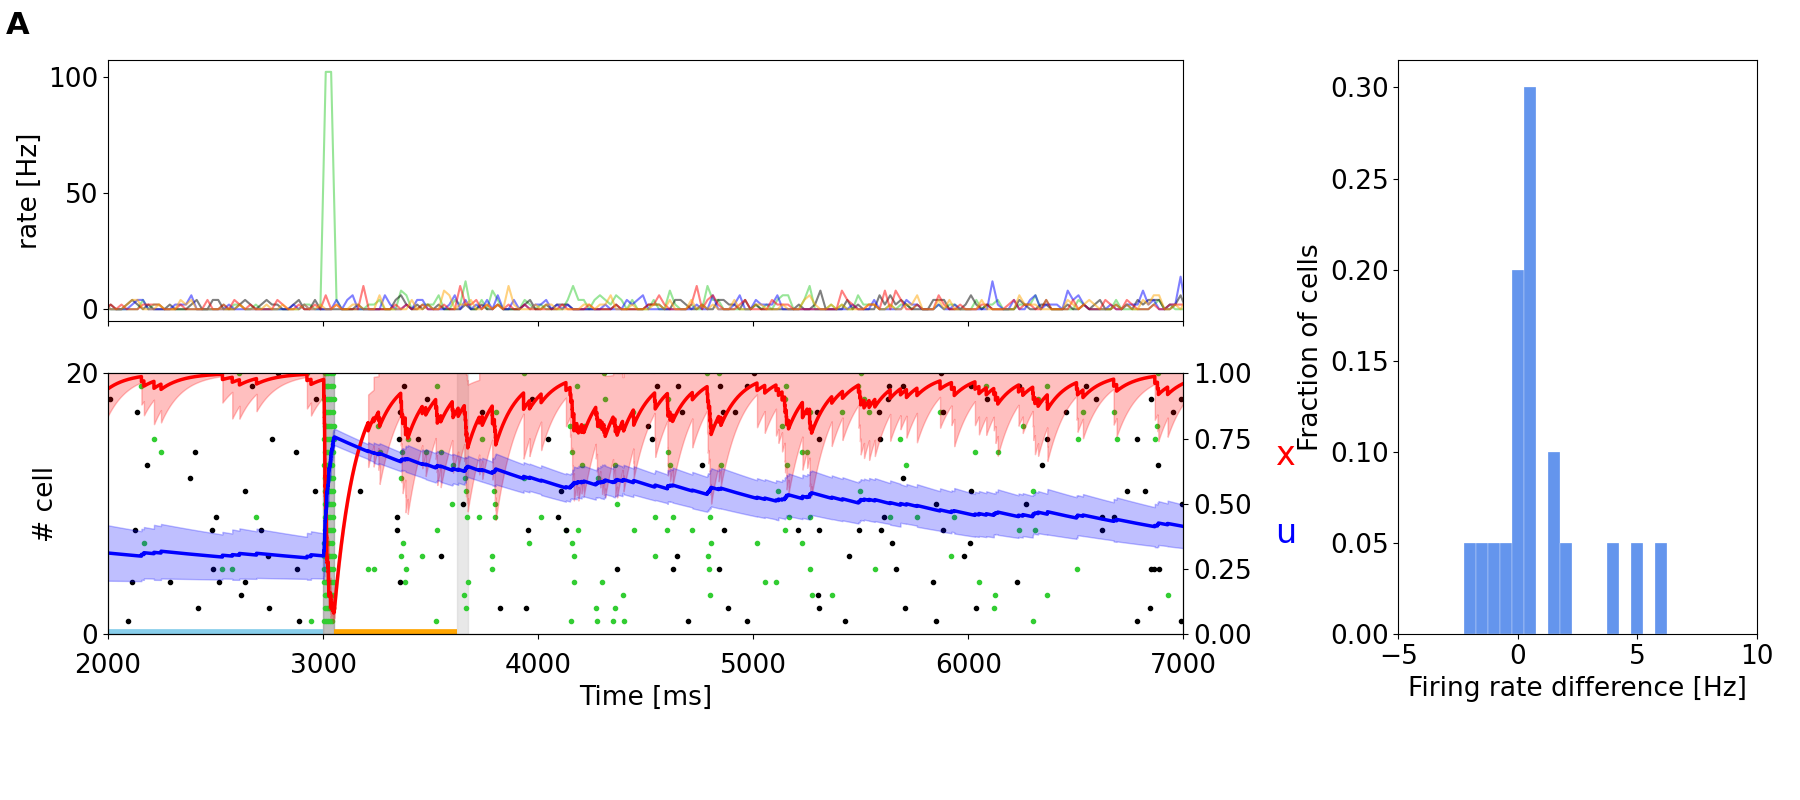 A
100
50
0
rate [Hz]
20
0
# cell
1.00
0.75
0.50
0.25
0.00
x
u
2000 3000 4000 5000 6000 7000
Time [ms]
0.30
0.25
0.20
0.15
0.10
0.05
0.00
Fraction of cells
−5 0 5 10
Firing rate difference [Hz]